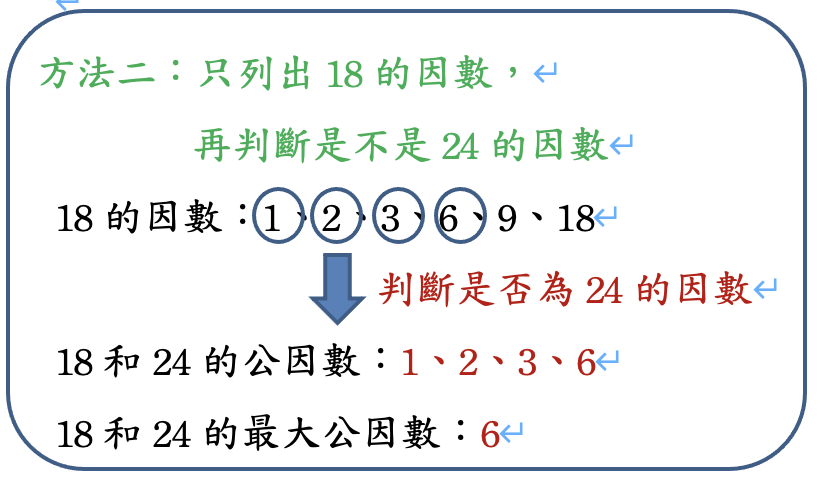 方法二：只列出 18 的因數，↵
再判斷是不是 24 的因數↵
18 的因數：1、2、3、6、9、18↵
判斷是否為 24 的因數↵
18 和 24 的公因數：1、2、3、6↵
18 和 24 的最大公因數：6↵